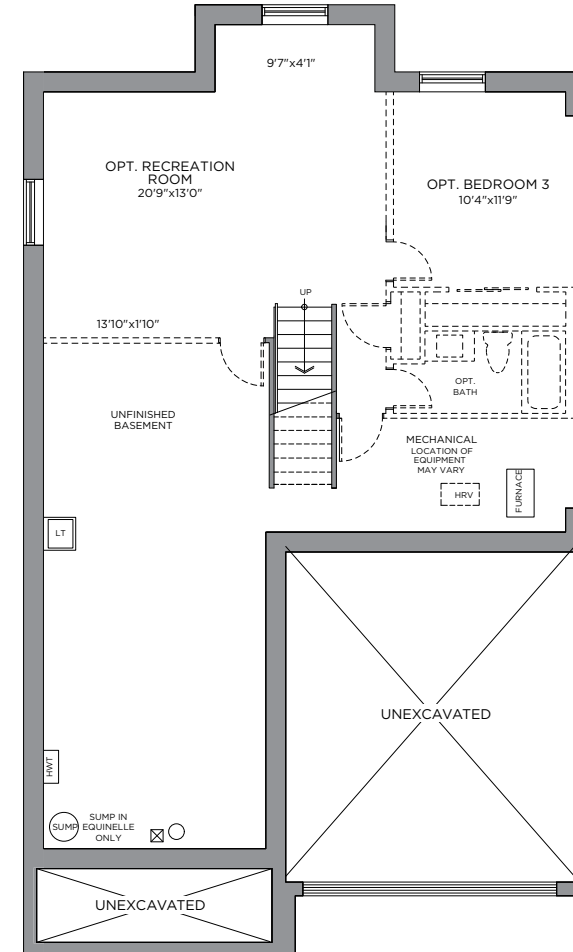 9'7"x4'1"
OPT. RECREATION
ROOM
20'9"x13'0"
OPT. BEDROOM 3
10'4"x11'9"
UP
13'10"x1'10"
OPT.
BATH
UNFINISHED
BASEMENT
MECHANICAL
LOCATION OF
EQUIPMENT
MAY VARY
HRV
FURNACE
LT
UNEXCAVATED
HWT
SUMP
SUMP IN
EQUINELLE
ONLY
UNEXCAVATED